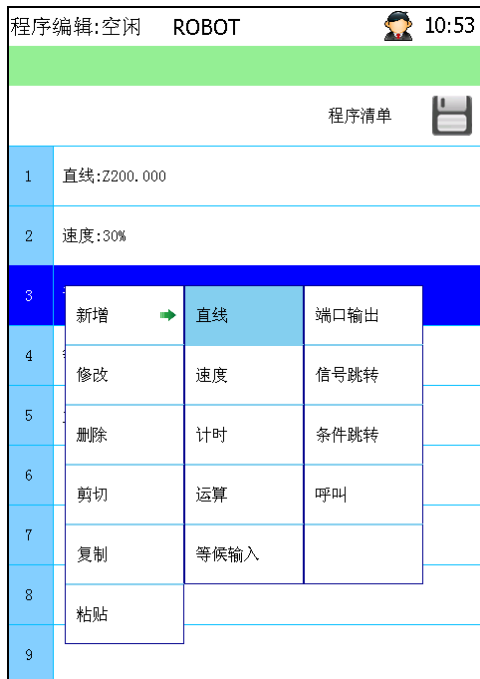 程序编辑:空闲 ROBOT 10:53
程序清单
1 直线:Z200.000
2 速度:30%
3
新增 直线 端口输出
4
修改 速度 信号跳转
5
删除 计时 条件跳转
6
剪切 运算 呼叫
7
复制 等候输入
8
粘贴
9